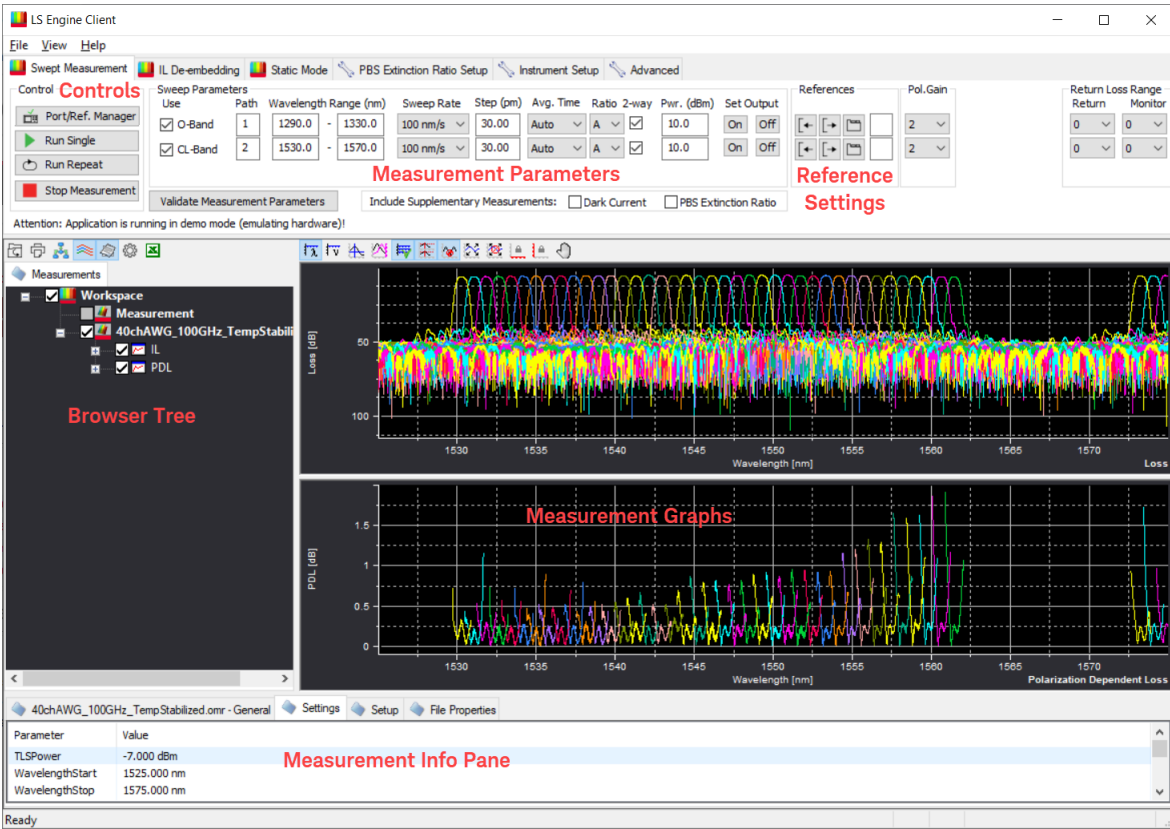 LS Engine Client
File View Help
Swept Measurement IL De-embedding Static Mode PBS Extinction Ratio Setup Instrument Setup Advanced
Control Sweep Parameters References Pol.Gain Return Loss Range
Controls
Use Path Wavelength Range (nm) Sweep Rate Step (pm) Avg. Time Ratio 2-way Pwr. (dBm) Set Output Return Monitor
Port/Ref. Manager
O-Band 1 1290.0 - 1330.0 100 nm/s 30.00 Auto A 10.0 On Off 2 0 0
Run Single
CL-Band 2 1530.0 - 1570.0 100 nm/s 30.00 Auto A 10.0 On Off 2 0 0
Run Repeat
Measurement Parameters
Reference
Settings
Stop Measurement
Validate Measurement Parameters Include Supplementary Measurements: Dark Current PBS Extinction Ratio
Attention: Application is running in demo mode (emulating hardware)!
Measurements
Workspace
Measurement
40chAWG_100GHz_TempStabili
IL
PDL
Browser Tree
Loss [dB]
50
100
1530 1535 1540 1545 1550 1555 1560 1565 1570
Wavelength [nm] Loss
Measurement Graphs
PDL [dB]
1.5
1
0.5
0
1530 1535 1540 1545 1550 1555 1560 1565 1570
Wavelength [nm] Polarization Dependent Loss
40chAWG_100GHz_TempStabilized.omr - General Settings Setup File Properties
Parameter Value
TLSPower -7.000 dBm
WavelengthStart 1525.000 nm
WavelengthStop 1575.000 nm
Measurement Info Pane
Ready